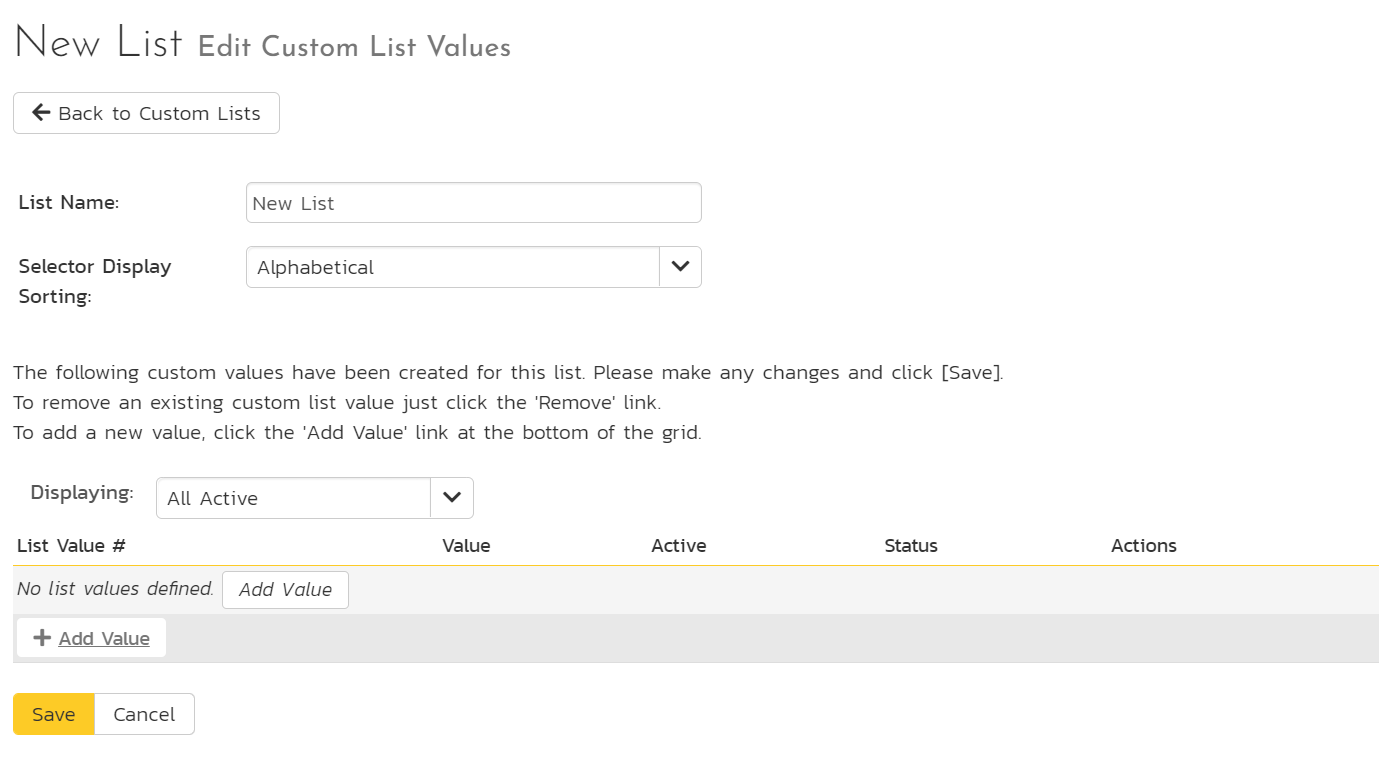 New List Edit Custom List Values
Back to Custom Lists
List Name:
New List
Selector Display
Sorting:
Alphabetical
The following custom values have been created for this list. Please make any changes and click [Save].
To remove an existing custom list value just click the 'Remove' link.
To add a new value, click the 'Add Value' link at the bottom of the grid.
Displaying:
All Active
List Value # Value Active Status Actions
No list values defined. Add Value
Add Value
Save Cancel